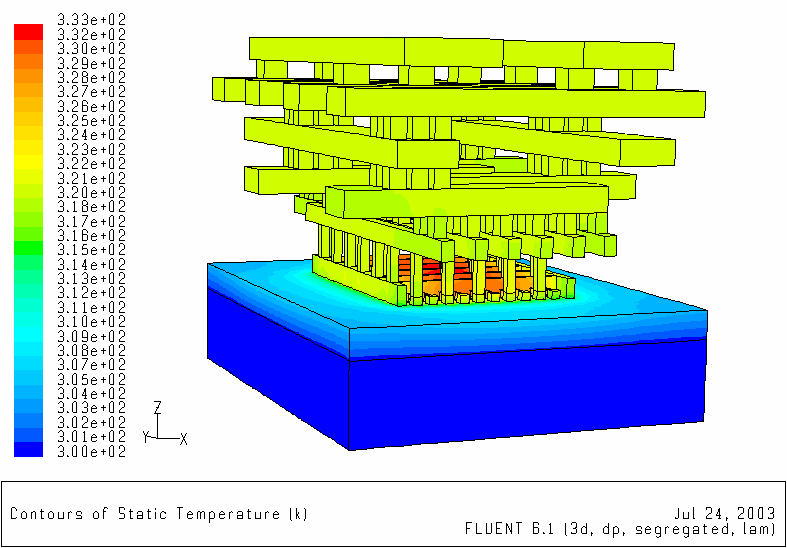 3.33e+02
3.32e+02
3.30e+02
3.29e+02
3.28e+02
3.27e+02
3.26e+02
3.25e+02
3.24e+02
3.23e+02
3.22e+02
3.21e+02
3.20e+02
3.18e+02
3.17e+02
3.16e+02
3.15e+02
3.14e+02
3.13e+02
3.12e+02
3.11e+02
3.10e+02
3.09e+02
3.08e+02
3.07e+02
3.05e+02
3.04e+02
3.03e+02
3.02e+02
3.01e+02
3.00e+02
Z
Y X
Contours of Static Temperature (k)
Jul 24, 2003
FLUENT 6.1 (3d, dp, segregated, lam)